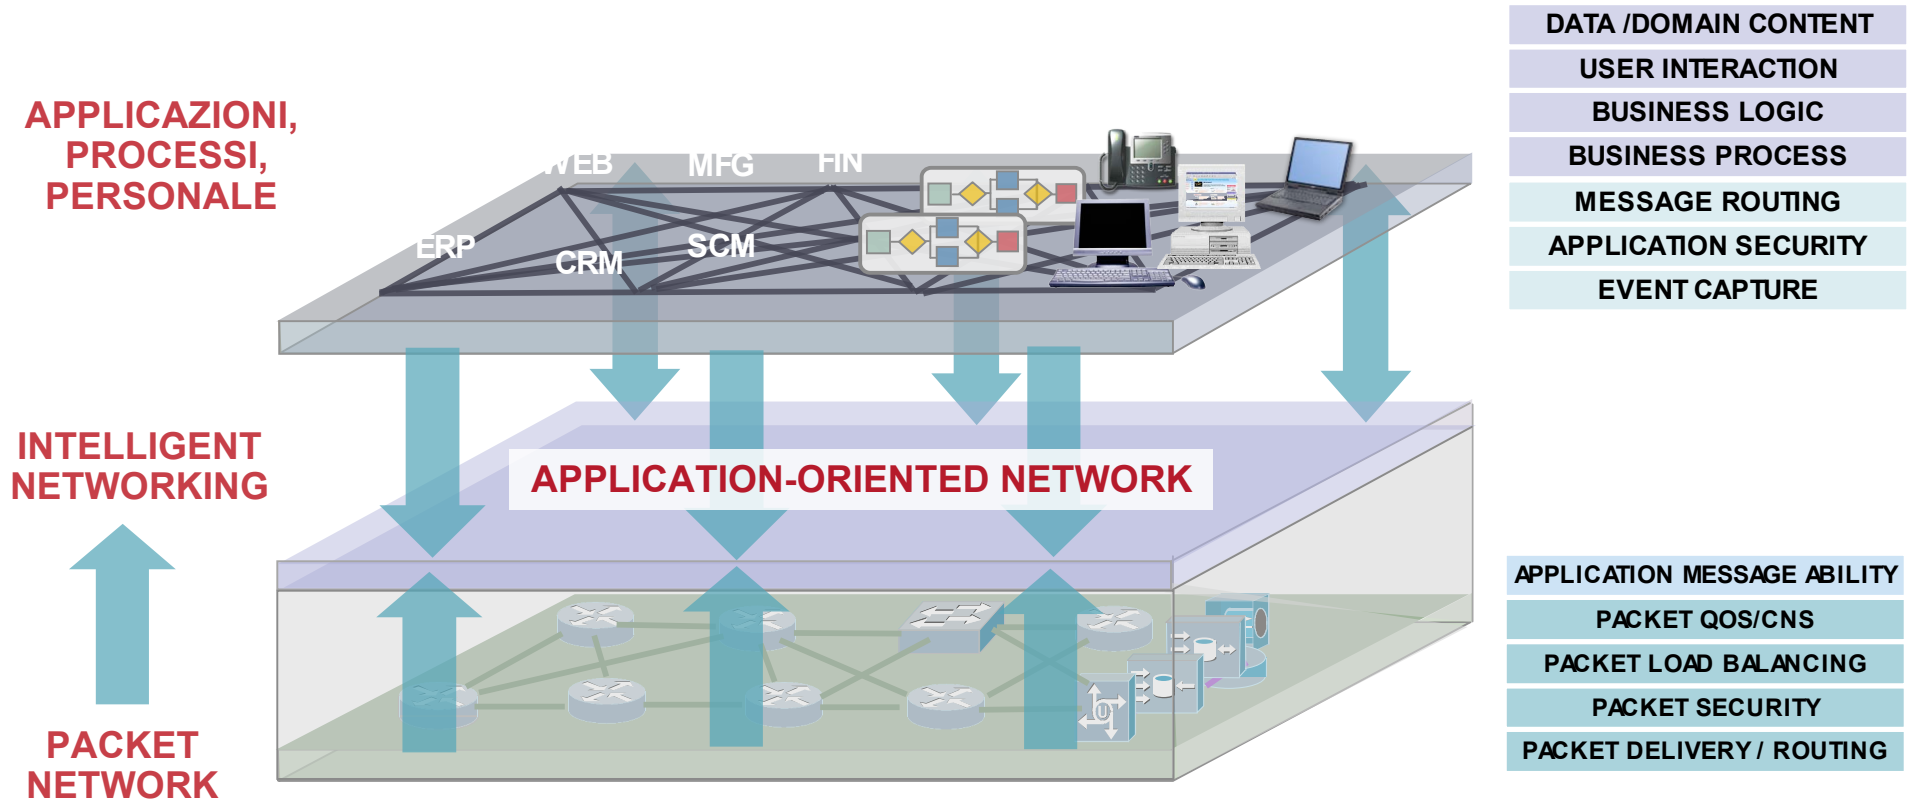 DATA /DOMAIN CONTENT
USER INTERACTION
BUSINESS LOGIC
BUSINESS PROCESS
MESSAGE ROUTING
APPLICATION SECURITY
EVENT CAPTURE
APPLICAZIONI,
PROCESSI,
PERSONALE
WEB
MFG
FIN
ERP
CRM
SCM
INTELLIGENT
NETWORKING
APPLICATION-ORIENTED NETWORK
PACKET
NETWORK
U
APPLICATION MESSAGE ABILITY
PACKET QOS/CNS
PACKET LOAD BALANCING
PACKET SECURITY
PACKET DELIVERY / ROUTING